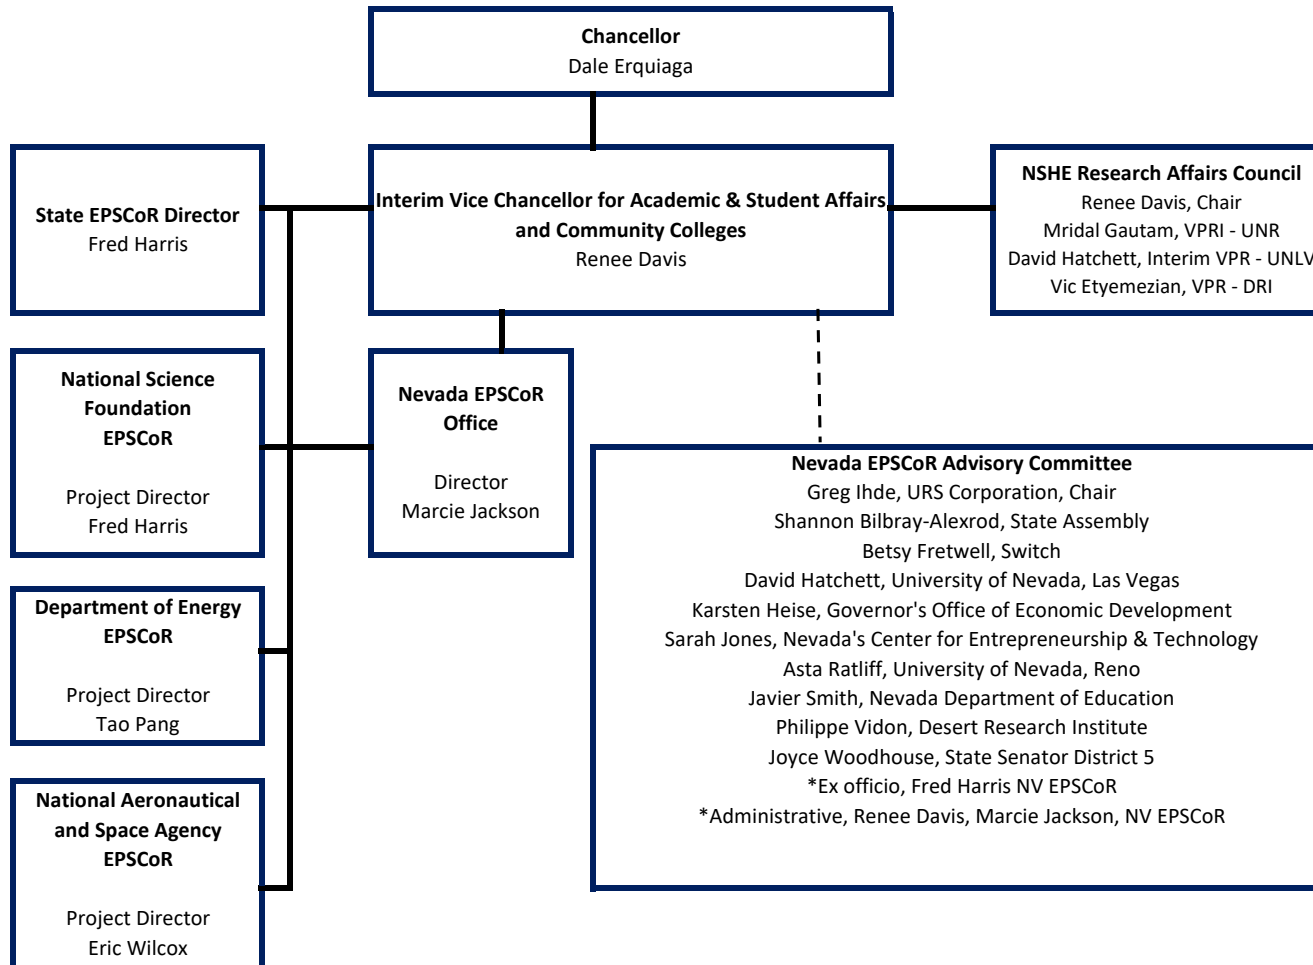 Chancellor
Dale Erquiaga
State EPSCoR Director
Fred Harris
Interim Vice Chancellor for Academic & Student Affairs
and Community Colleges
Renee Davis
NSHE Research Affairs Council
Renee Davis, Chair
Mridal Gautam, VPRI - UNR
David Hatchett, Interim VPR - UNLV
Vic Etyemezian, VPR - DRI
National Science
Foundation
EPSCoR
Project Director
Fred Harris
Nevada EPSCoR
Office
Director
Marcie Jackson
Nevada EPSCoR Advisory Committee
Greg Ihde, URS Corporation, Chair
Shannon Bilbray-Alexrod, State Assembly
Betsy Fretwell, Switch
David Hatchett, University of Nevada, Las Vegas
Karsten Heise, Governor's Office of Economic Development
Sarah Jones, Nevada's Center for Entrepreneurship & Technology
Asta Ratliff, University of Nevada, Reno
Javier Smith, Nevada Department of Education
Philippe Vidon, Desert Research Institute
Joyce Woodhouse, State Senator District 5
*Ex officio, Fred Harris NV EPSCoR
*Administrative, Renee Davis, Marcie Jackson, NV EPSCoR
Department of Energy
EPSCoR
Project Director
Tao Pang
National Aeronautical
and Space Agency
EPSCoR
Project Director
Eric Wilcox